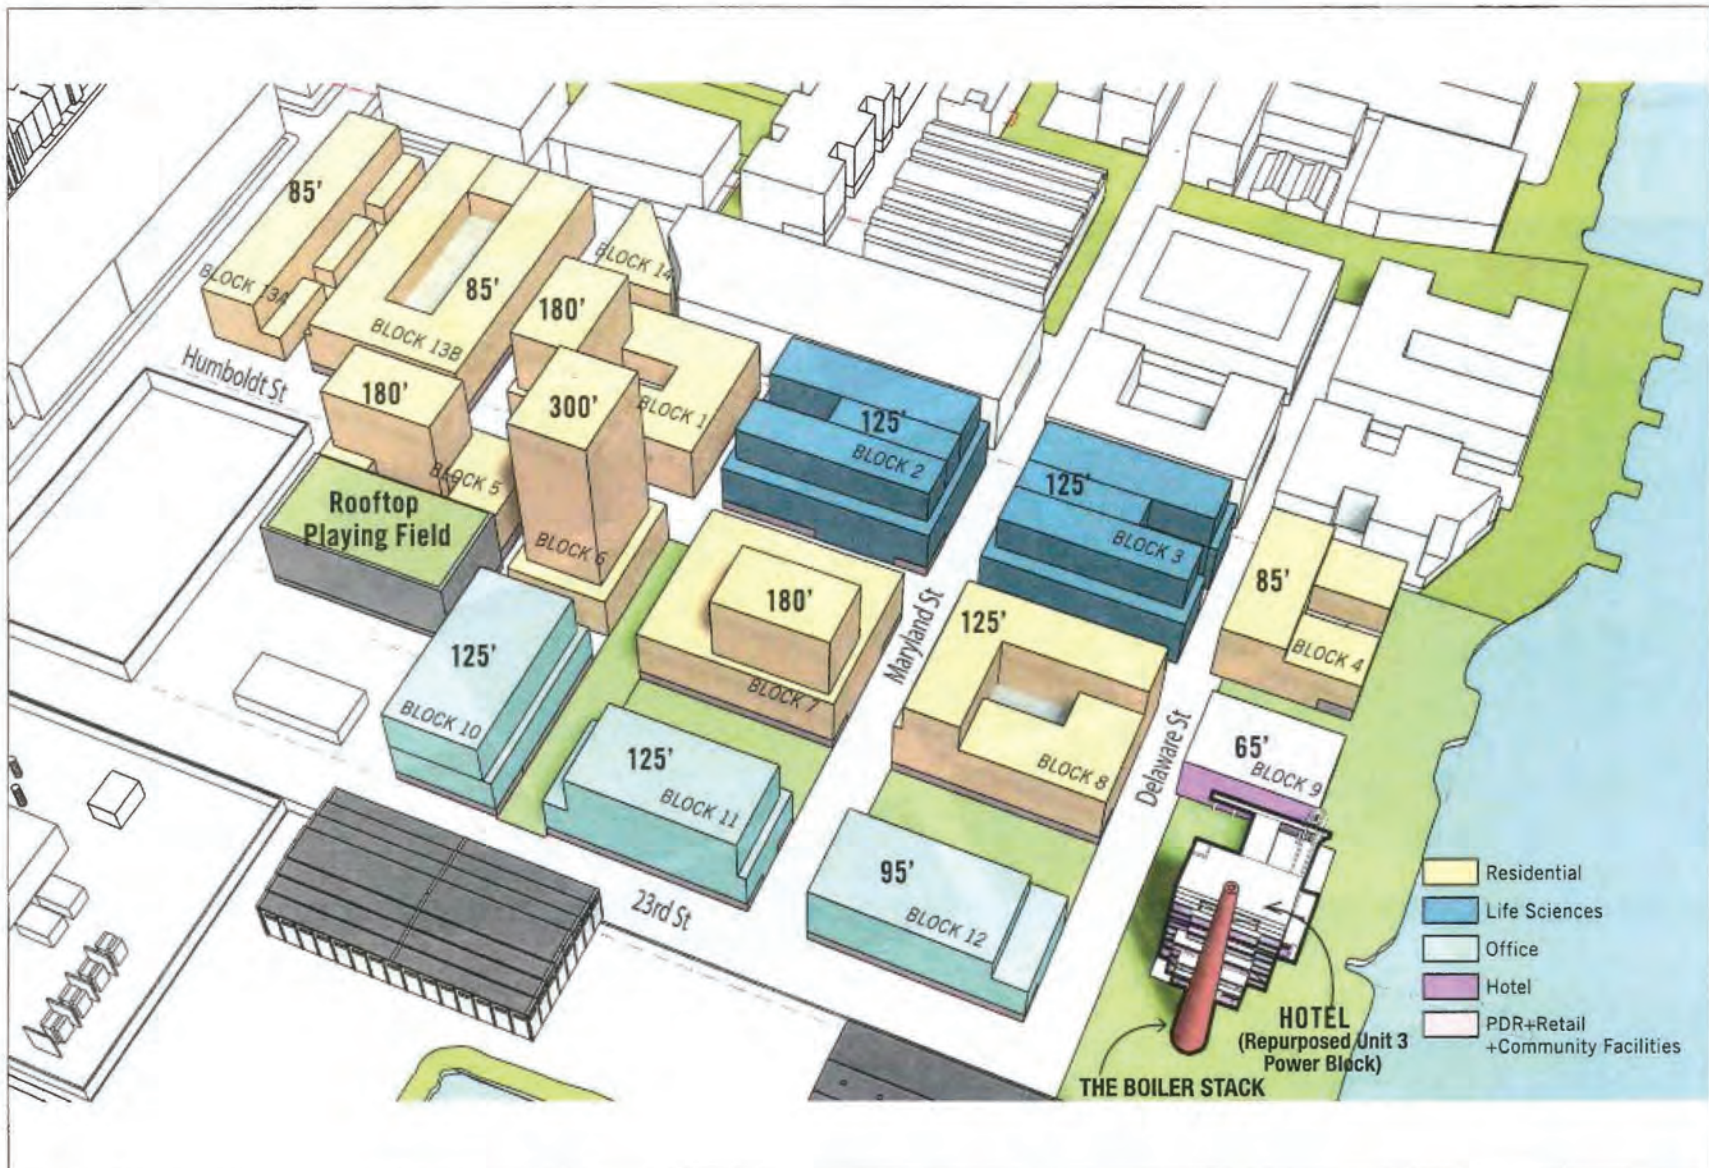 85'
BLOCK 13A
85'
BLOCK 13B
180'
BLOCK 14
BLOCK 1
Humboldt St
180'
300'
BLOCK 5
BLOCK 6
Rooftop
Playing Field
125'
BLOCK 2
125'
BLOCK 3
85'
BLOCK 4
180'
BLOCK 7
Maryland St
125'
BLOCK 8
Delaware St
65'
BLOCK 9
125'
BLOCK 10
125'
BLOCK 11
95'
BLOCK 12
23rd St
HOTEL
(Repurposed Unit 3
Power Block)
THE BOILER STACK
Residential
Life Sciences
Office
Hotel
PDR+Retail
+Community Facilities